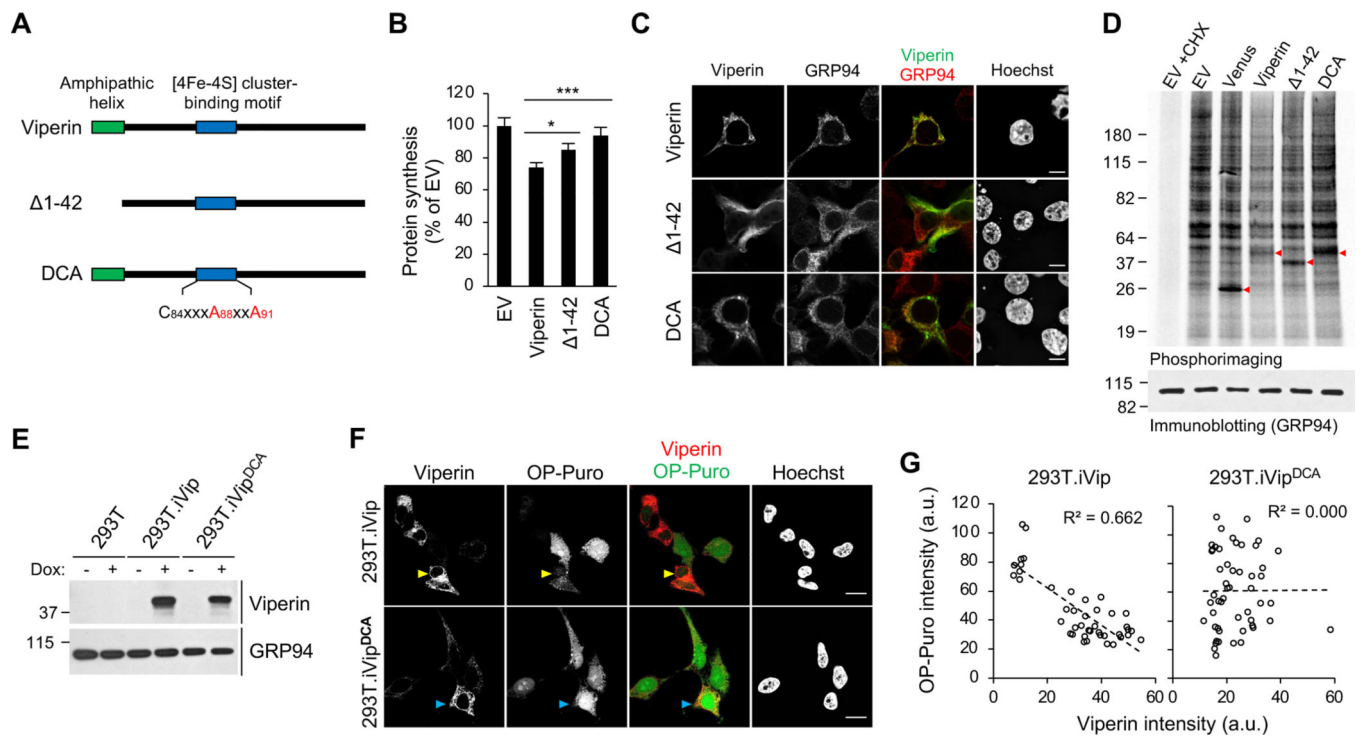 A
Amphipathic
helix
[4Fe-4S] cluster-
binding motif
Viperin
Δ1-42
DCA
C84xxxA88xxA91
B
Protein synthesis
(% of EV)
120
100
80
60
40
20
0
***
*
EV
Viperin
Δ1-42
DCA
C
Viperin
GRP94
Viperin
GRP94
Hoechst
Viperin
Δ1-42
DCA
D
EV +CHX
EV
Venus
Viperin
Δ1-42
DCA
180
115
82
64
37
26
19
Phosphorimaging
115
82
Immunoblotting (GRP94)
E
293T
293T.iVip
293T.iVipDCA
Dox: - + - + - +
37
Viperin
115
GRP94
F
Viperin
OP-Puro
Viperin
OP-Puro
Hoechst
293T.iVip
293T.iVipDCA
G
293T.iVip
293T.iVipDCA
OP-Puro intensity (a.u.)
120
100
80
60
40
20
0
R² = 0.662
R² = 0.000
0 20 40 60
0 20 40 60
Viperin intensity (a.u.)